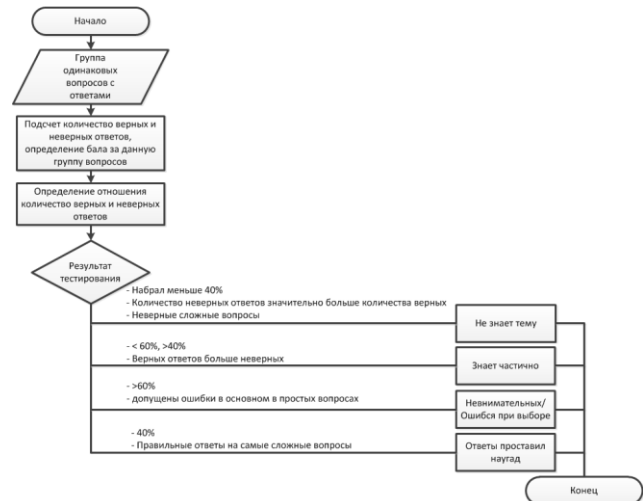 Начало
Группа
одинаковых
вопросов с
ответами
Подсчет количество верных и
неверных ответов,
определение бала за данную
группу вопросов
Определение отношения
количество верных и неверных
ответов
Результат
тестирования
- Набрал меньше 40%
- Количество неверных ответов значительно больше количества верных
- Неверные сложные вопросы
Не знает тему
- < 60%, >40%
- Верных ответов больше неверных
Знает частично
- >60%
- допущены ошибки в основном в простых вопросах
Невнимательных/
Ошибся при выборе
- 40%
- Правильные ответы на самые сложные вопросы
Ответы проставил
наугад
Конец